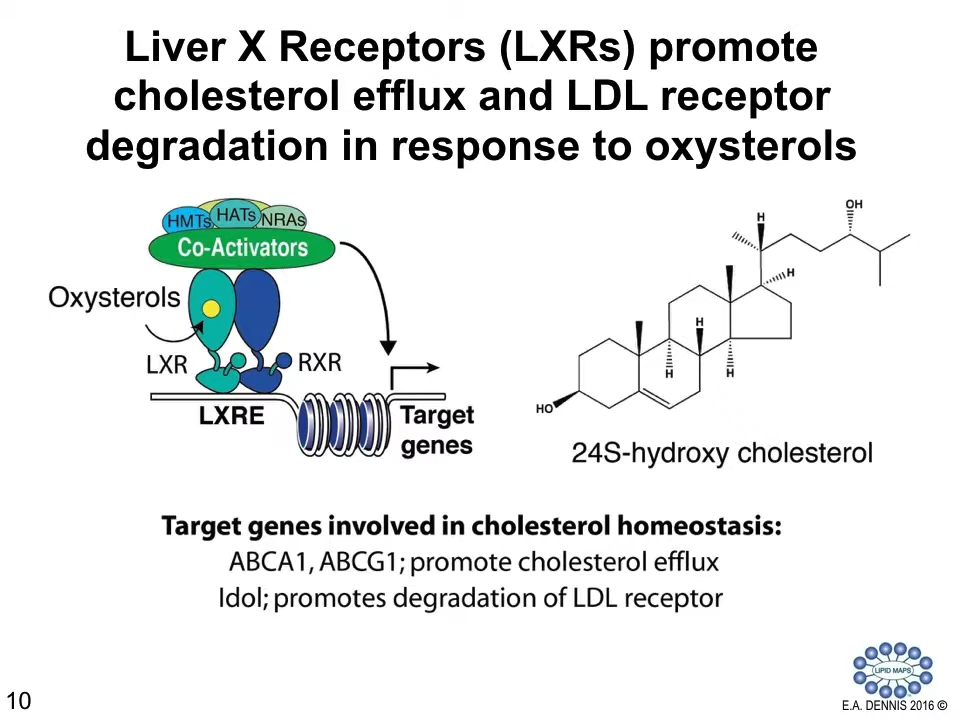 Liver X Receptors (LXRs) promote
cholesterol efflux and LDL receptor
degradation in response to oxysterols
HMTs HATs NRAs
Co-Activators
Oxysterols
LXR
RXR
LXRE
Target
genes
OH
H
H
H
H
H
HO
24S-hydroxy cholesterol
Target genes involved in cholesterol homeostasis:
ABCA1, ABCG1; promote cholesterol efflux
Idol; promotes degradation of LDL receptor
LIPID MAPS
10
E.A. DENNIS 2016 ©